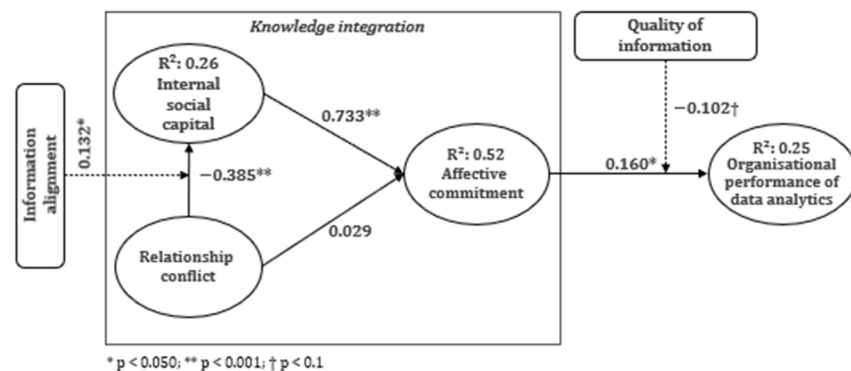 Knowledge integration
Quality of
information
R²: 0.26
Internal
social
capital
Information
alignment
0.132*
0.733**
−0.102†
−0.385**
R²: 0.52
Affective
commitment
0.160*
R²: 0.25
Organisational
performance of
data analytics
0.029
Relationship
conflict
* p < 0.050; ** p < 0.001; † p < 0.1